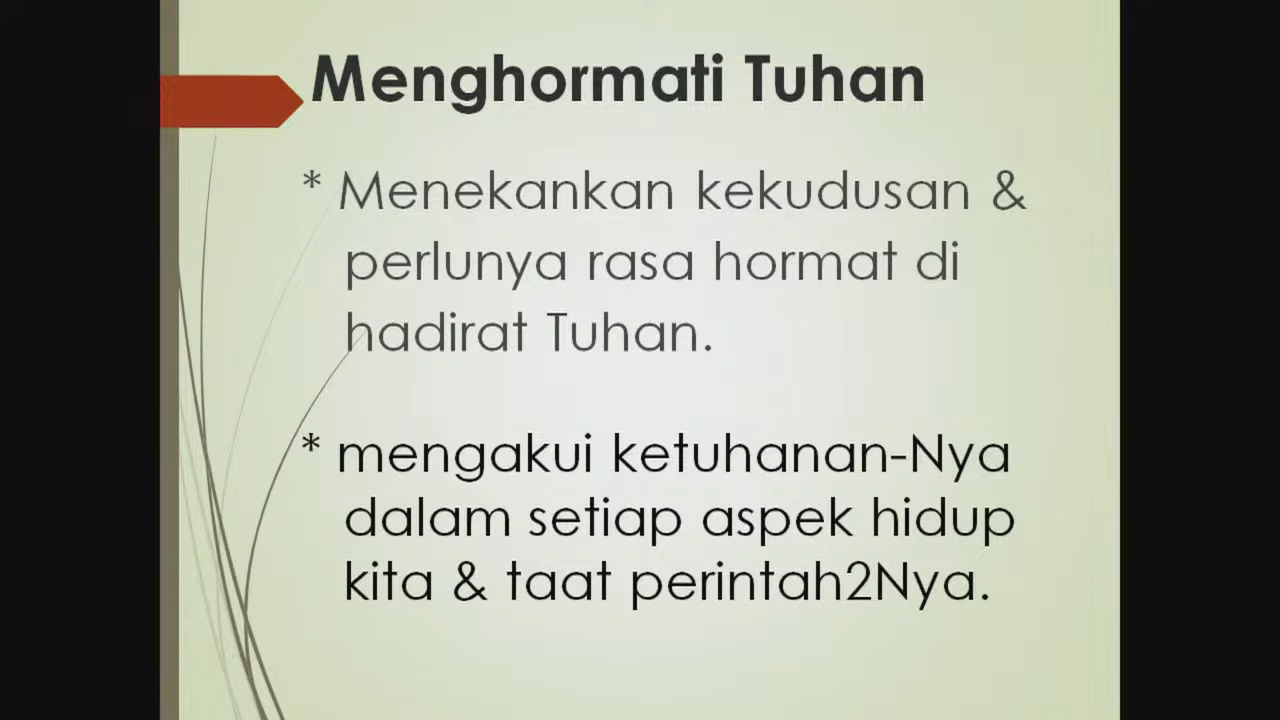 Menghormati Tuhan
* Menekankan kekudusan &
perlunya rasa hormat di
hadirat Tuhan.
* mengakui ketuhanan-Nya
dalam setiap aspek hidup
kita & taat perintah2Nya.